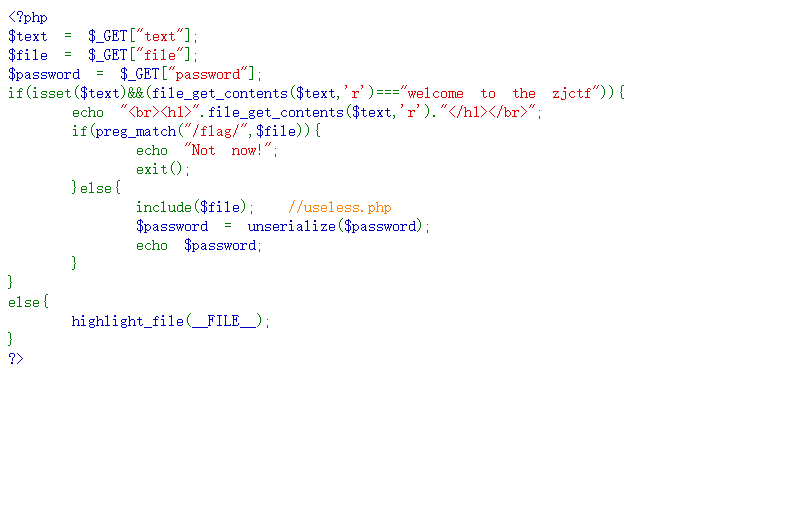 <?php
$text = $_GET["text"];
$file = $_GET["file"];
$password = $_GET["password"];
if(isset($text)&&(file_get_contents($text,'r')==="welcome to the zjctf")){
        echo "<br><h1>".file_get_contents($text,'r')."</h1></br>";
        if(preg_match("/flag/",$file)){
                echo "Not now!";
                exit();
        }else{
                include($file);  //useless.php
                $password = unserialize($password);
                echo $password;
        }
}
else{
        highlight_file(__FILE__);
}
?>